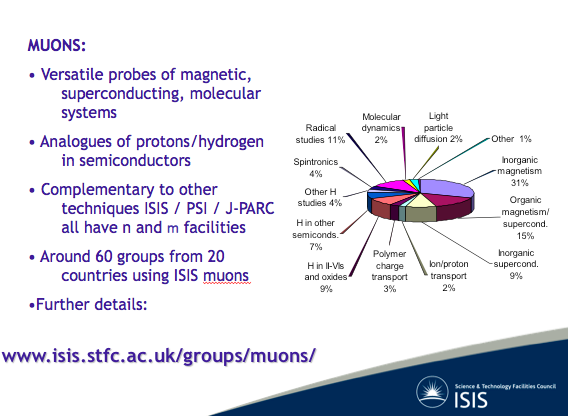 MUONS:
• Versatile probes of magnetic,
superconducting, molecular
systems
• Analogues of protons/hydrogen
in semiconductors
• Complementary to other
techniques ISIS / PSI / J-PARC
all have n and m facilities
• Around 60 groups from 20
countries using ISIS muons
•Further details:
www.isis.stfc.ac.uk/groups/muons/
Molecular
dynamics
2%
Light
particle
diffusion 2%
Other 1%
Inorganic
magnetism
31%
Organic
magnetism/
supercond.
15%
Inorganic
supercond.
9%
Ion/proton
transport
2%
Polymer
charge
transport
3%
H in II-VIs
and oxides
9%
H in other
semiconds.
7%
Other H
studies 4%
Spintronics
4%
Radical
studies 11%
Science & Technology Facilities Council
ISIS